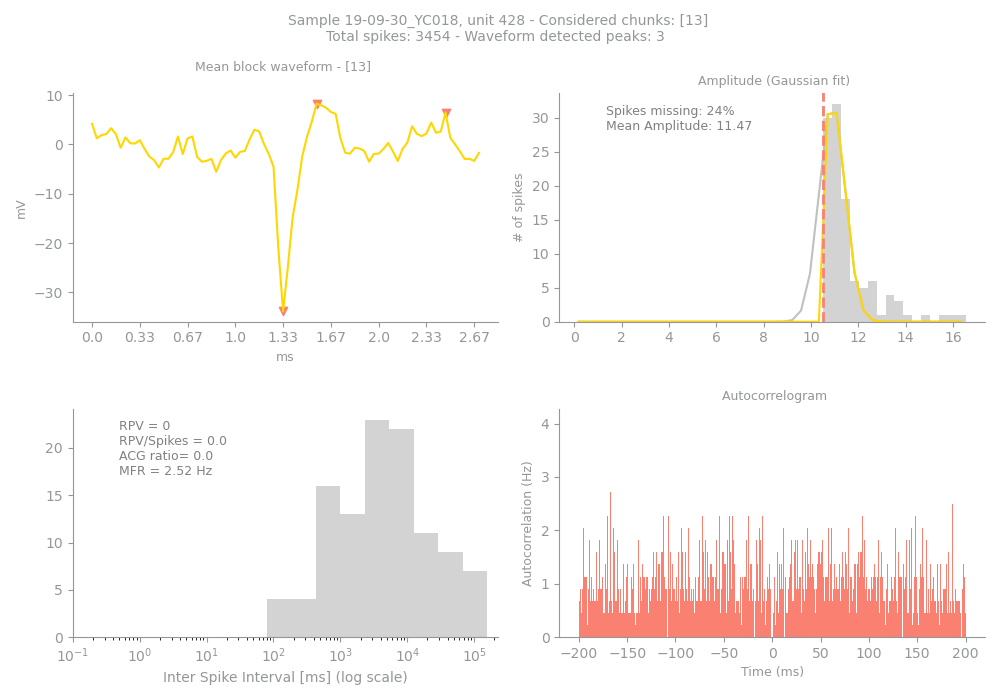 Sample 19-09-30_YC018, unit 428 - Considered chunks: [13]
Total spikes: 3454 - Waveform detected peaks: 3
Mean block waveform - [13]
10
0
−10
−20
−30
mV
0.0 0.33 0.67 1.0 1.33 1.67 2.0 2.33 2.67
ms
Amplitude (Gaussian fit)
Spikes missing: 24%
Mean Amplitude: 11.47
30
25
20
15
10
5
0
# of spikes
0 2 4 6 8 10 12 14 16
RPV = 0
RPV/Spikes = 0.0
ACG ratio= 0.0
MFR = 2.52 Hz
20
15
10
5
0
10⁻¹ 10⁰ 10¹ 10² 10³ 10⁴ 10⁵
Inter Spike Interval [ms] (log scale)
Autocorrelogram
4
3
2
1
0
Autocorrelation (Hz)
−200 −150 −100 −50 0 50 100 150 200
Time (ms)